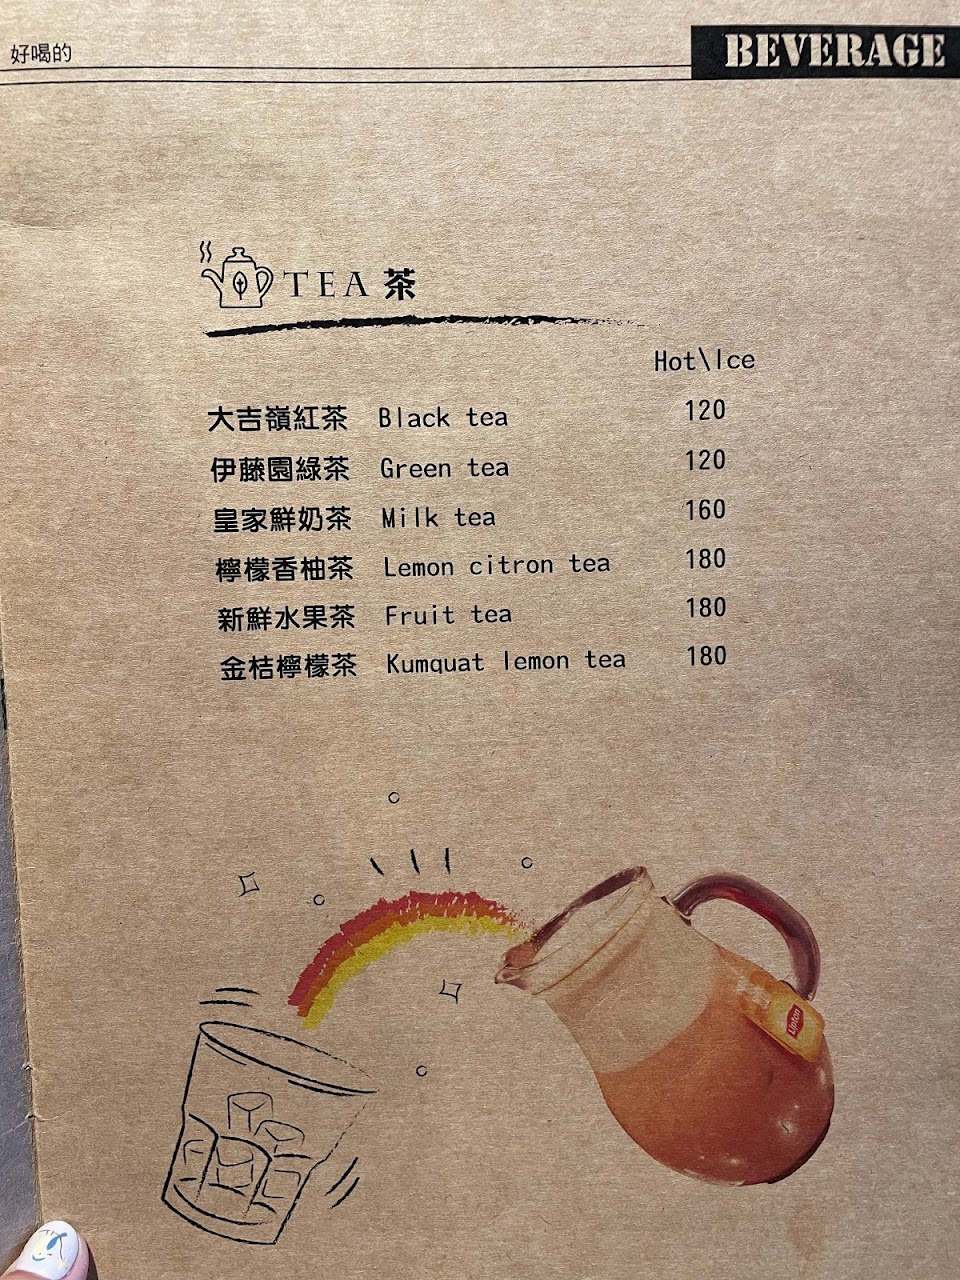 好喝的
BEVERAGE
TEA 茶
Hot\Ice
大吉嶺紅茶 Black tea 120
伊藤園綠茶 Green tea 120
皇家鮮奶茶 Milk tea 160
檸檬香柚茶 Lemon citron tea 180
新鮮水果茶 Fruit tea 180
金桔檸檬茶 Kumquat lemon tea 180
Lipton